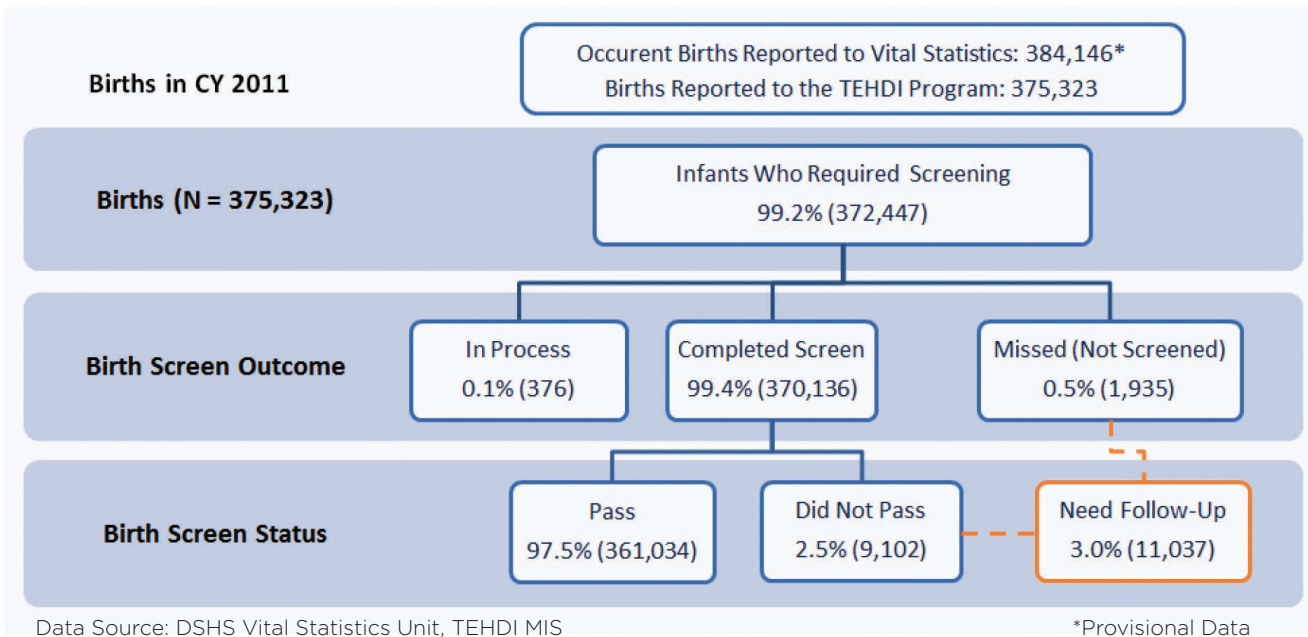 Births in CY 2011
Occurent Births Reported to Vital Statistics: 384,146*
Births Reported to the TEHDI Program: 375,323
Births (N = 375,323)
Infants Who Required Screening
99.2% (372,447)
Birth Screen Outcome
In Process
0.1% (376)
Completed Screen
99.4% (370,136)
Missed (Not Screened)
0.5% (1,935)
Birth Screen Status
Pass
97.5% (361,034)
Did Not Pass
2.5% (9,102)
Need Follow-Up
3.0% (11,037)
Data Source: DSHS Vital Statistics Unit, TEHDI MIS
*Provisional Data